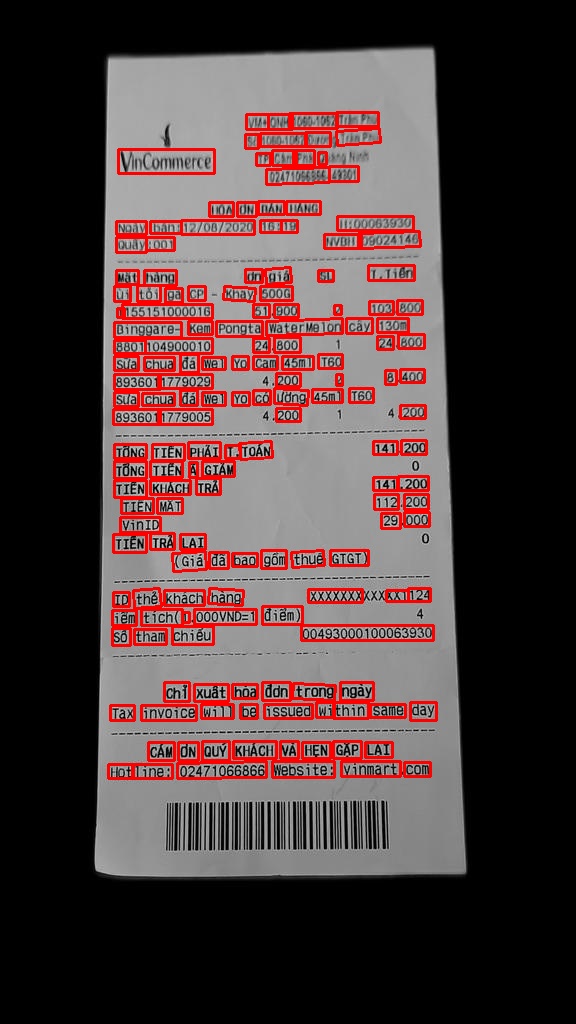 VinCommerce
VM+ QNH 1060-1062 Trần Phú
Số 1060-1062 Đường Trần Phú
TP. Cẩm Phả, Quảng Ninh
02471066866-49301
HÓA ĐƠN BÁN HÀNG
Ngày bán:12/08/2020 16:19 HĐ:00063930
Quầy:001 NVBH: 09024146
Mặt hàng Đơn giá SL T.Tiền
Đùi tỏi gà CP - Khay 500G
0155151000016 51,900 2 103,800
Binggare- Kem Pongta WaterMelon cây 130m
8801104900010 24,800 1 24,800
Sữa chua đá Wel Yo Cam 45ml T60
8936011779029 4,200 2 8,400
Sữa chua đá Wel Yo có đường 45ml T60
8936011779005 4,200 1 4,200
TỔNG TIỀN PHẢI T.TOÁN 141,200
TỔNG TIỀN ĐÃ GIẢM 0
TIỀN KHÁCH TRẢ 141,200
TIỀN MẶT 112,200
VinID 29,000
TIỀN TRẢ LẠI 0
(Giá đã bao gồm thuế GTGT)
ID thẻ khách hàng XXXXXXXXXXXX1124
Điểm tích(1,000VND=1 điểm) 4
Số tham chiếu 00493000100063930
Chỉ xuất hóa đơn trong ngày
Tax invoice will be issued within same day
CẢM ƠN QUÝ KHÁCH VÀ HẸN GẶP LẠI
Hotline: 02471066866 Website: Vinmart.com